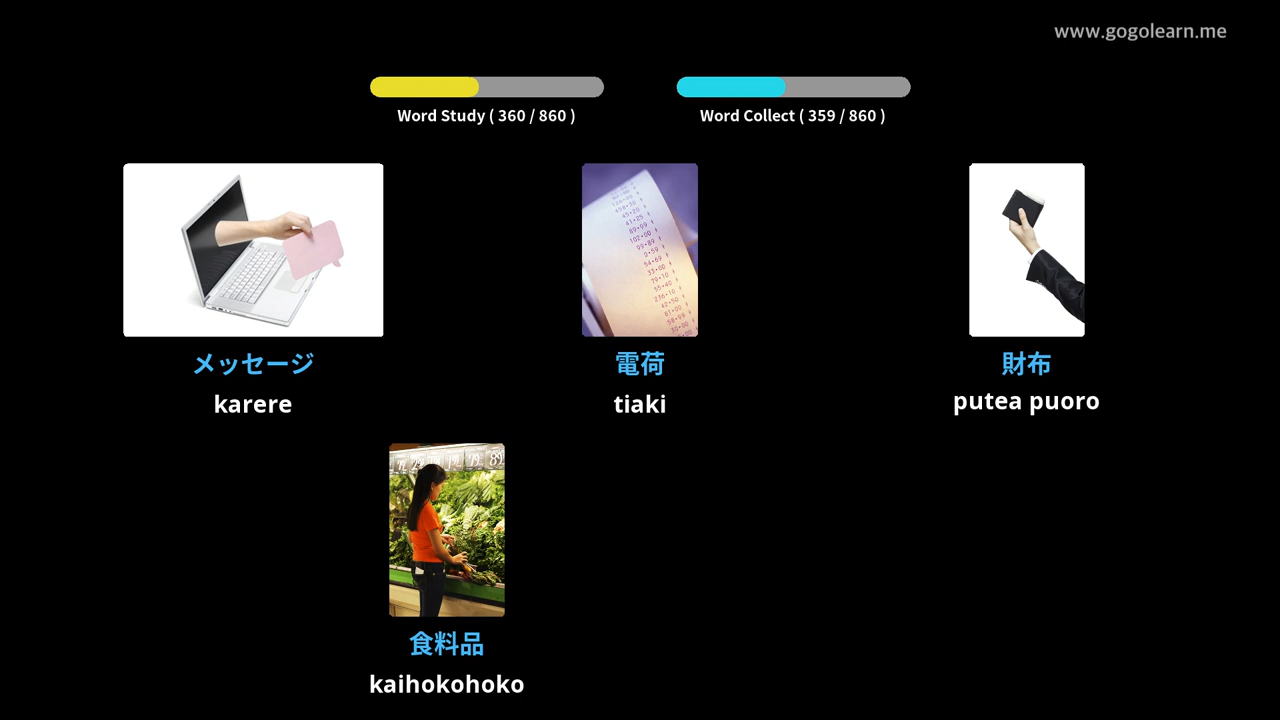 www.gogolearn.me
Word Study ( 360 / 860 )
Word Collect ( 359 / 860 )
メッセージ
karere
電荷
tiaki
財布
putea puoro
食料品
kaihokohoko